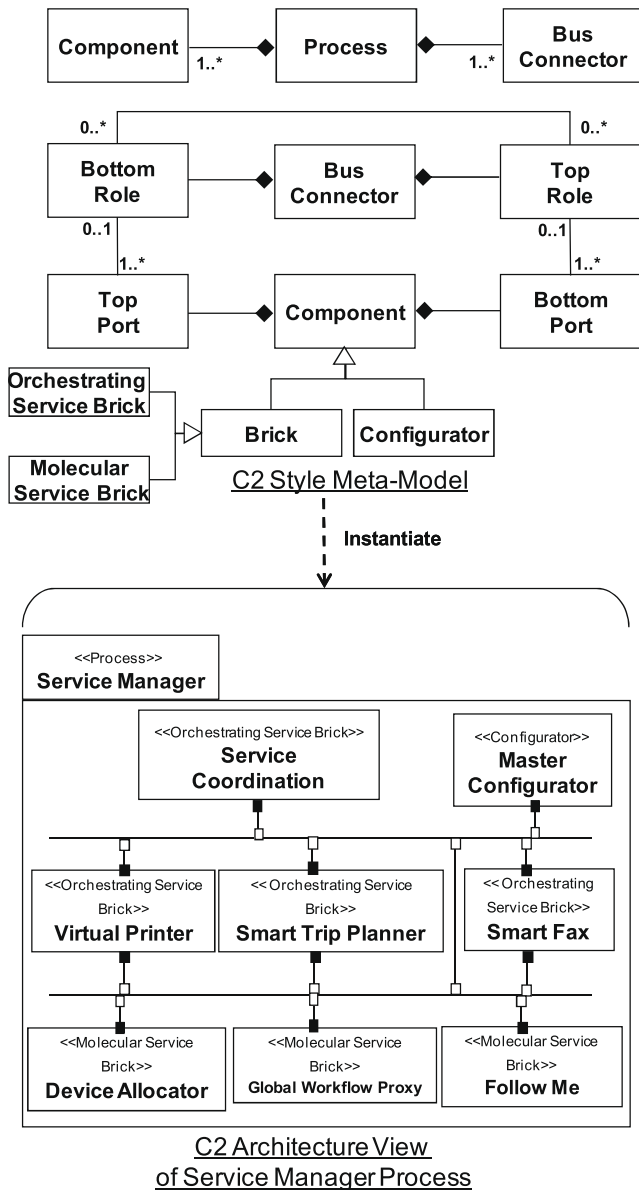 Component
Process
Bus
Connector
1..*
1..*
0..*
0..*
Bottom
Role
Bus
Connector
Top
Role
0..1
0..1
1..*
1..*
Top
Port
Component
Bottom
Port
Orchestrating
Service Brick
Brick
Configurator
Molecular
Service Brick
C2 Style Meta-Model
Instantiate
<<Process>>
Service Manager
<<Orchestrating Service Brick>>
Service
Coordination
<<Configurator>>
Master
Configurator
<<Orchestrating Service
Brick>>
Virtual Printer
<<Orchestrating Service
Brick>>
Smart Trip Planner
<< Orchestrating
Service Brick>>
Smart Fax
<<Molecular Service
Brick>>
Device Allocator
<<Molecular Service
Brick>>
Global Workflow Proxy
<<Molecular Service
Brick>>
Follow Me
C2 Architecture View
of Service Manager Process